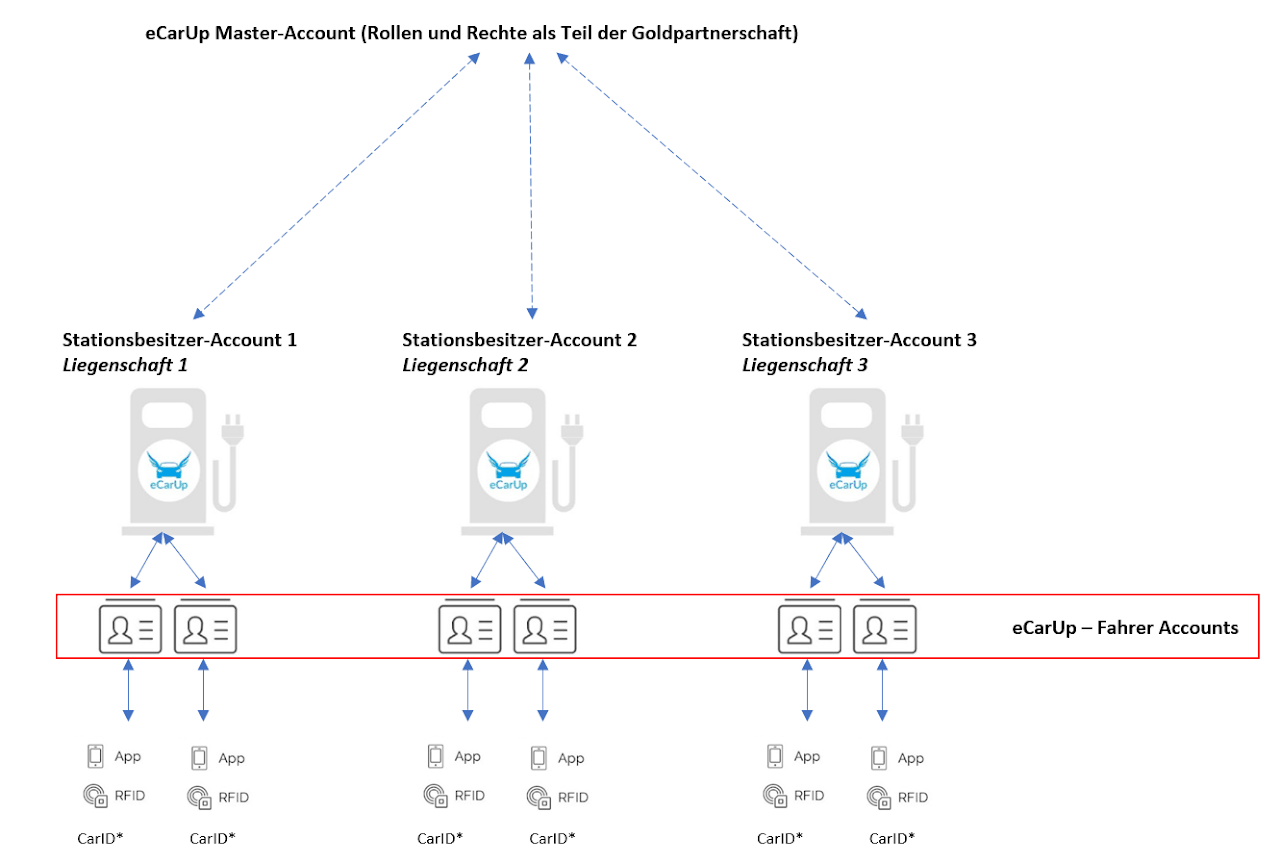 eCarUp Master-Account (Rollen und Rechte als Teil der Goldpartnerschaft)
Stationsbesitzer-Account 1
Liegenschaft 1
Stationsbesitzer-Account 2
Liegenschaft 2
Stationsbesitzer-Account 3
Liegenschaft 3
eCarUp
eCarUp
eCarUp
eCarUp – Fahrer Accounts
App
App
App
App
App
App
RFID
RFID
RFID
RFID
RFID
RFID
CarID*
CarID*
CarID*
CarID*
CarID*
CarID*